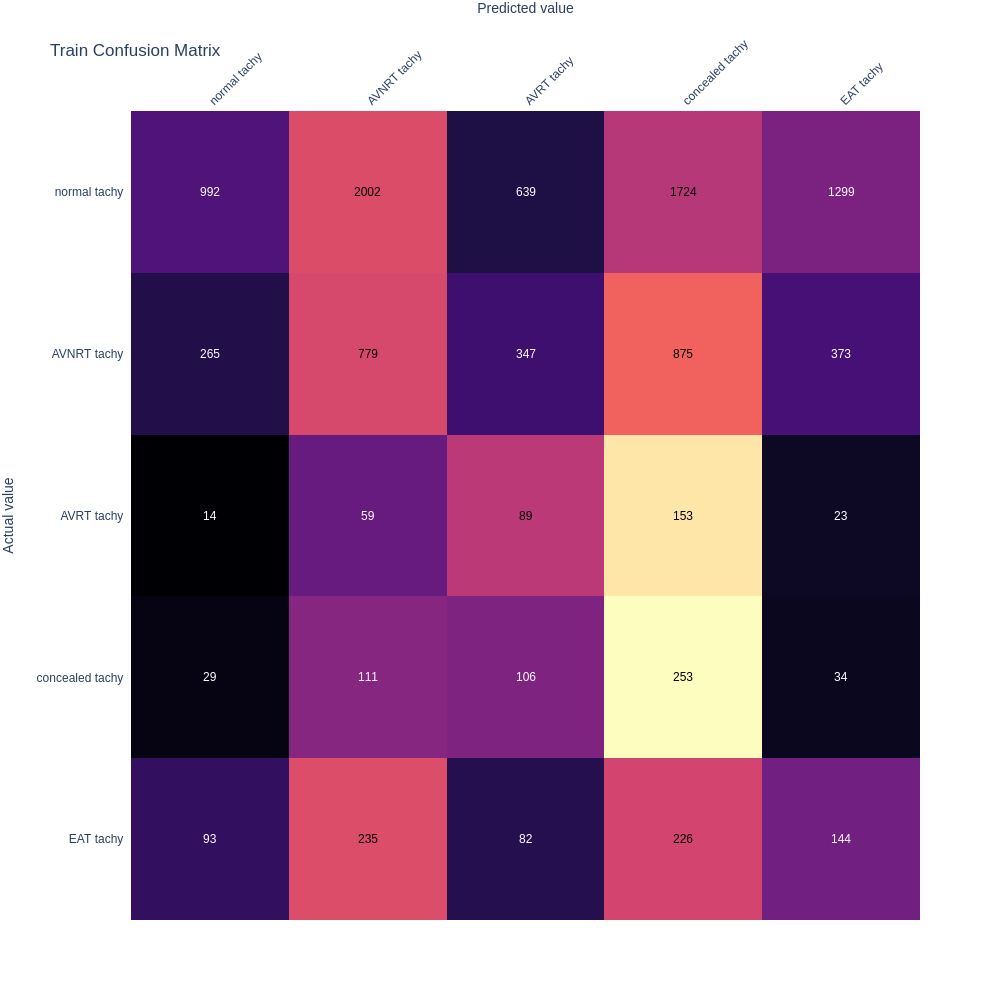 Predicted value
Train Confusion Matrix
normal tachy AVNRT tachy AVRT tachy concealed tachy EAT tachy
normal tachy 992 2002 639 1724 1299
AVNRT tachy 265 779 347 875 373
Actual value
AVRT tachy 14 59 89 153 23
concealed tachy 29 111 106 253 34
EAT tachy 93 235 82 226 144